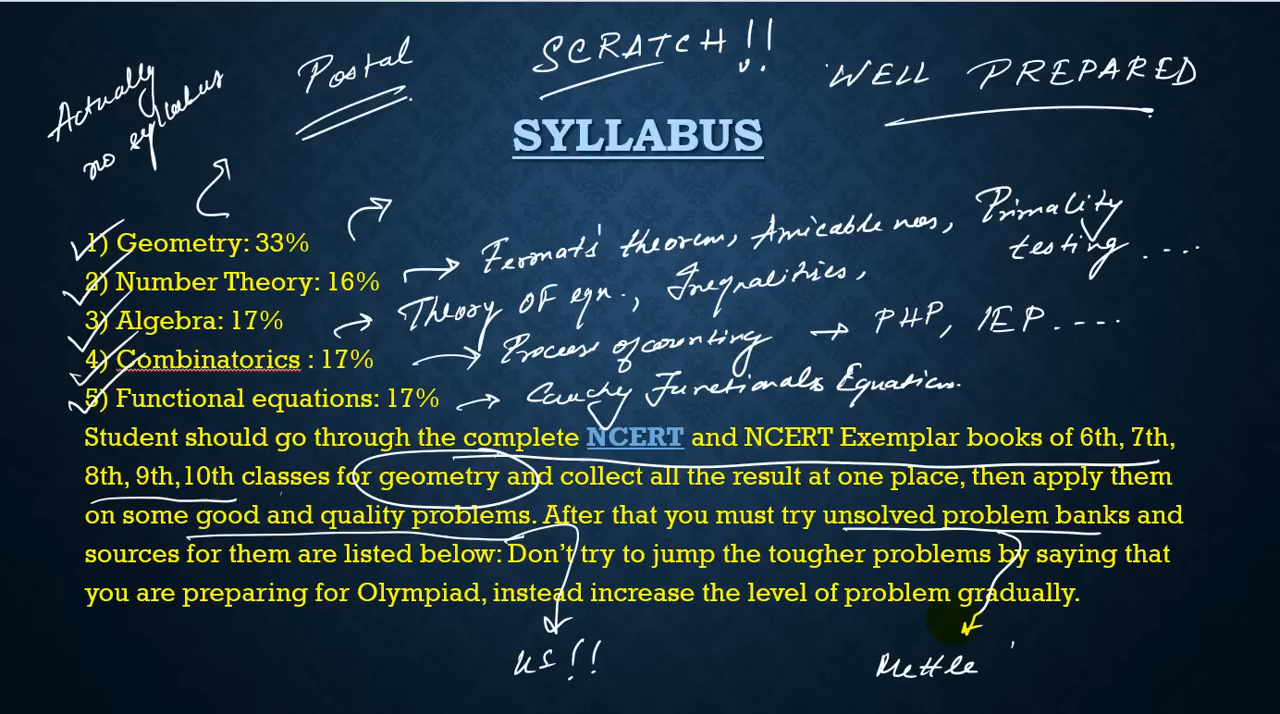 SCRATCH!!
Postal
WELL PREPARED
Actually
no syllabus
SYLLABUS
1) Geometry: 33%
2) Number Theory: 16% → Fermat's theorem, Amicable nos, Primality testing ....
3) Algebra: 17% → Theory OF eqn., Inequalities,
4) Combinatorics : 17% → Process of counting → PHP, IEP....
5) Functional equations: 17% → Cauchy Functionals Equation.
Student should go through the complete NCERT and NCERT Exemplar books of 6th, 7th,
8th, 9th,10th classes for geometry and collect all the result at one place, then apply them
on some good and quality problems. After that you must try unsolved problem banks and
sources for them are listed below: Don't try to jump the tougher problems by saying that
you are preparing for Olympiad, instead increase the level of problem gradually.
Mettle